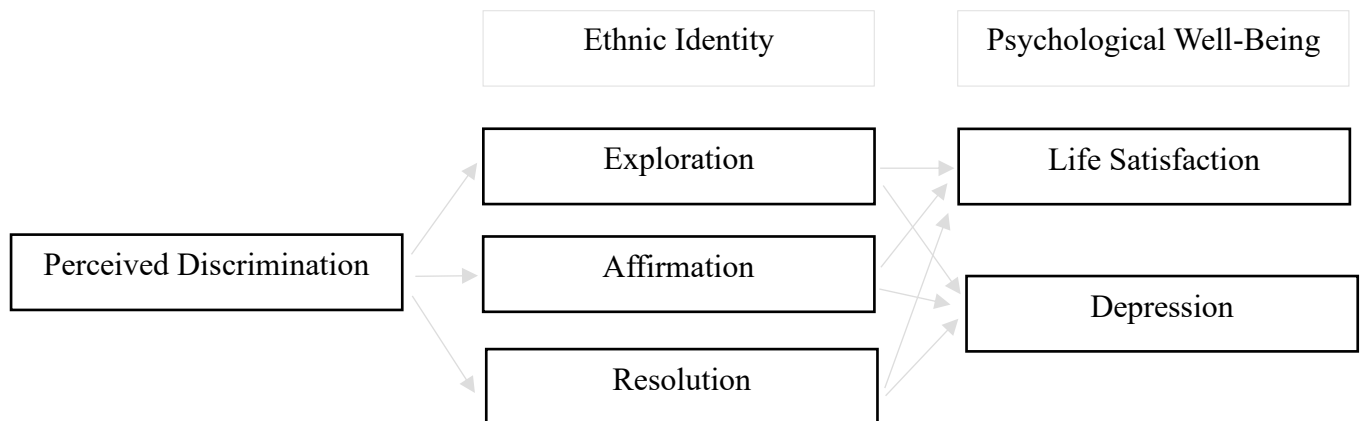 Ethnic Identity
Psychological Well-Being
Exploration
Life Satisfaction
Perceived Discrimination
Affirmation
Depression
Resolution